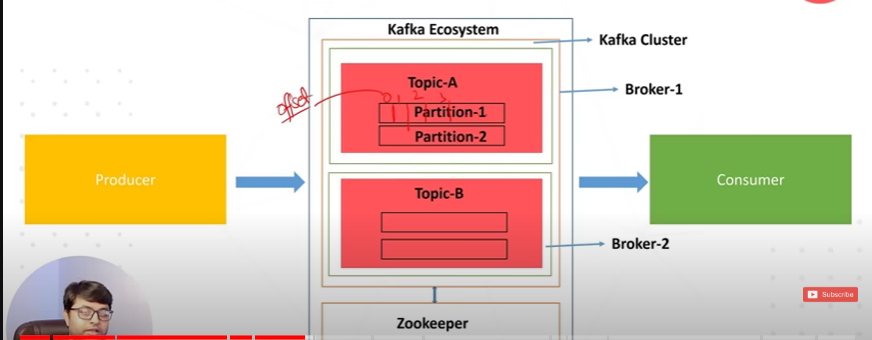 Kafka Ecosystem
Kafka Cluster
Topic-A
Broker-1
offset
0 1 2 3
Partition-1
Partition-2
Producer
Consumer
Topic-B
Broker-2
Subscribe
Zookeeper